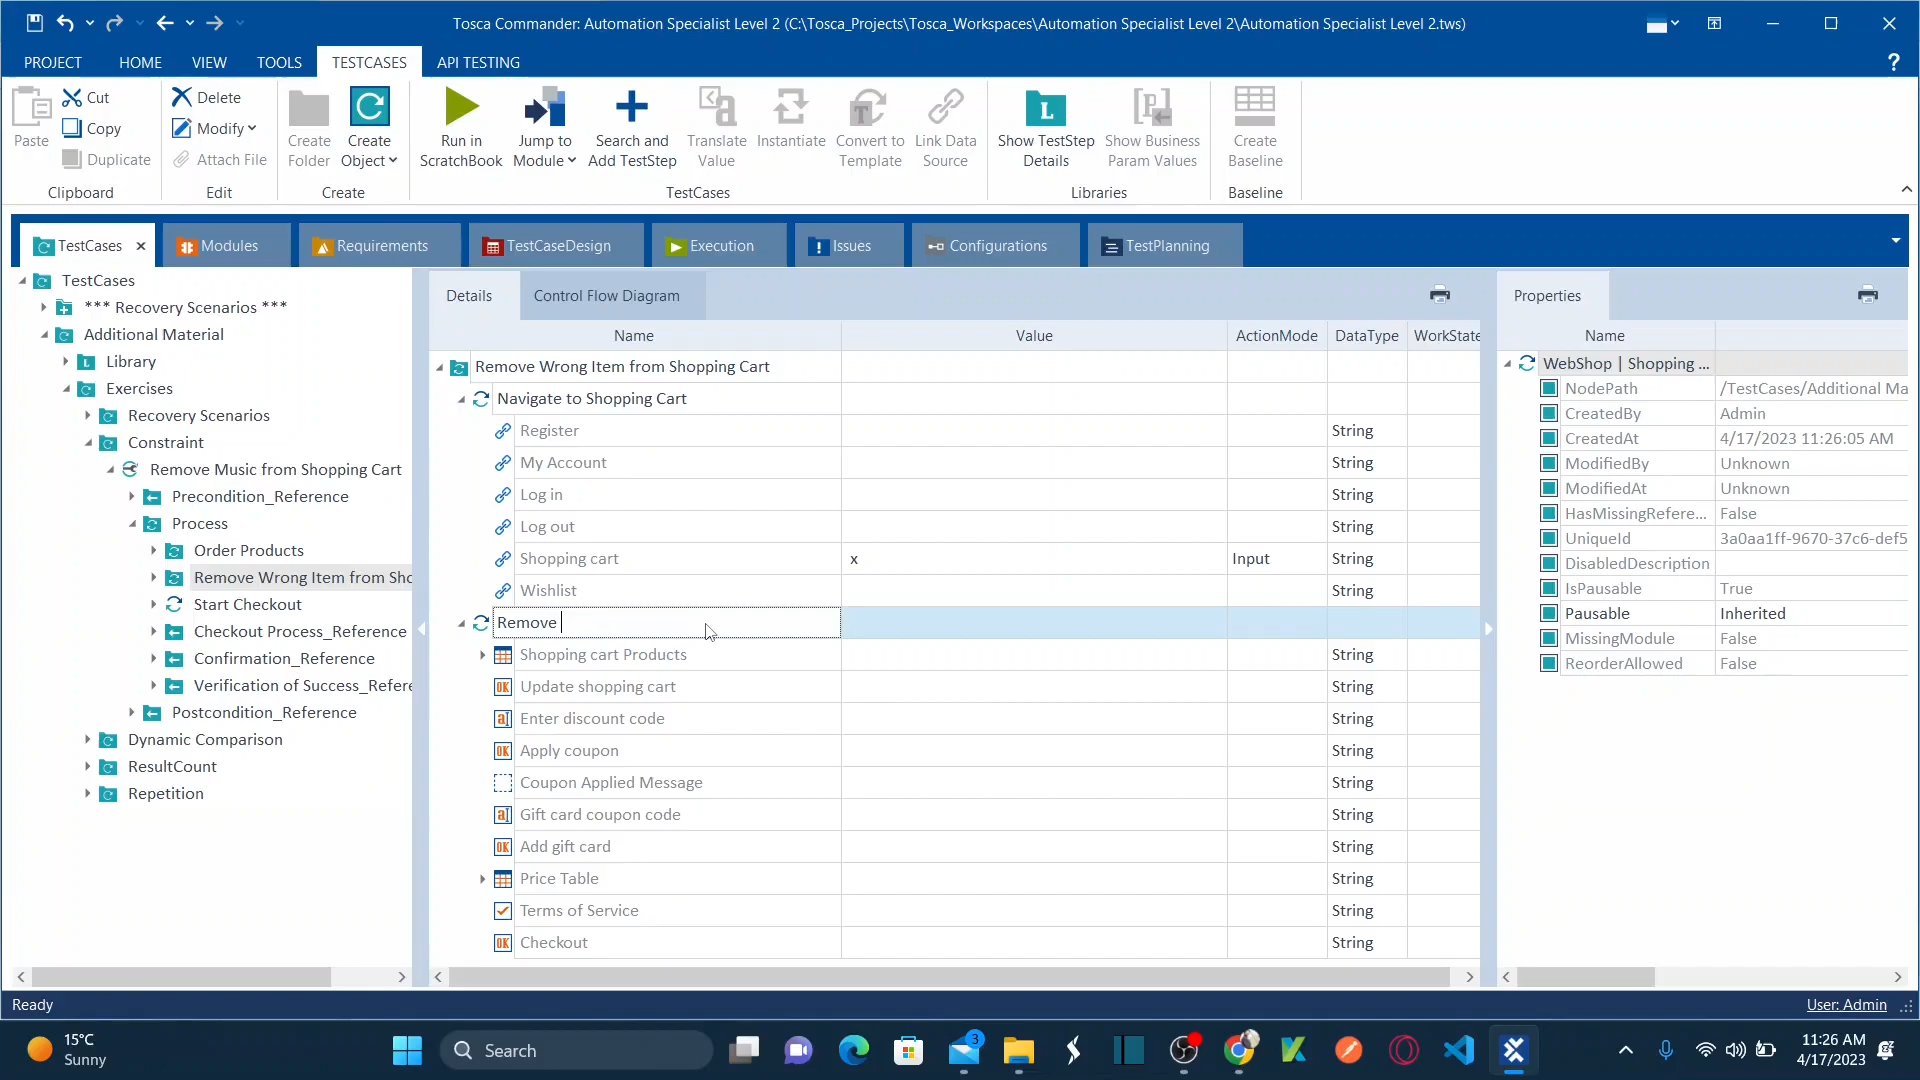 Tosca Commander: Automation Specialist Level 2 (C:\Tosca_Projects\Tosca_Workspaces\Automation Specialist Level 2\Automation Specialist Level 2.tws)
PROJECT HOME VIEW TOOLS TESTCASES API TESTING ?
Paste
Cut
Copy
Duplicate
Clipboard
Delete
Modify
Attach File
Edit
Create Folder
Create Object
Create
Run in ScratchBook
Jump to Module
Search and Add TestStep
Translate Value
Instantiate
Convert to Template
Link Data Source
TestCases
Show TestStep Details
Show Business Param Values
Libraries
Create Baseline
Baseline
TestCases Modules Requirements TestCaseDesign Execution Issues Configurations TestPlanning
TestCases
*** Recovery Scenarios ***
Additional Material
Library
Exercises
Recovery Scenarios
Constraint
Remove Music from Shopping Cart
Precondition_Reference
Process
Order Products
Remove Wrong Item from Sho
Start Checkout
Checkout Process_Reference
Confirmation_Reference
Verification of Success_Refere
Postcondition_Reference
Dynamic Comparison
ResultCount
Repetition
Details Control Flow Diagram
Name Value ActionMode DataType WorkState
Remove Wrong Item from Shopping Cart
Navigate to Shopping Cart
Register String
My Account String
Log in String
Log out String
Shopping cart x Input String
Wishlist String
Remove
Shopping cart Products String
Update shopping cart String
Enter discount code String
Apply coupon String
Coupon Applied Message String
Gift card coupon code String
Add gift card String
Price Table String
Terms of Service String
Checkout String
Properties
Name
WebShop | Shopping ...
NodePath /TestCases/Additional Ma
CreatedBy Admin
CreatedAt 4/17/2023 11:26:05 AM
ModifiedBy Unknown
ModifiedAt Unknown
HasMissingRefere... False
UniqueId 3a0aa1ff-9670-37c6-def5
DisabledDescription
IsPausable True
Pausable Inherited
MissingModule False
ReorderAllowed False
Ready
User: Admin
15°C
Sunny
Search
3
11:26 AM
4/17/2023